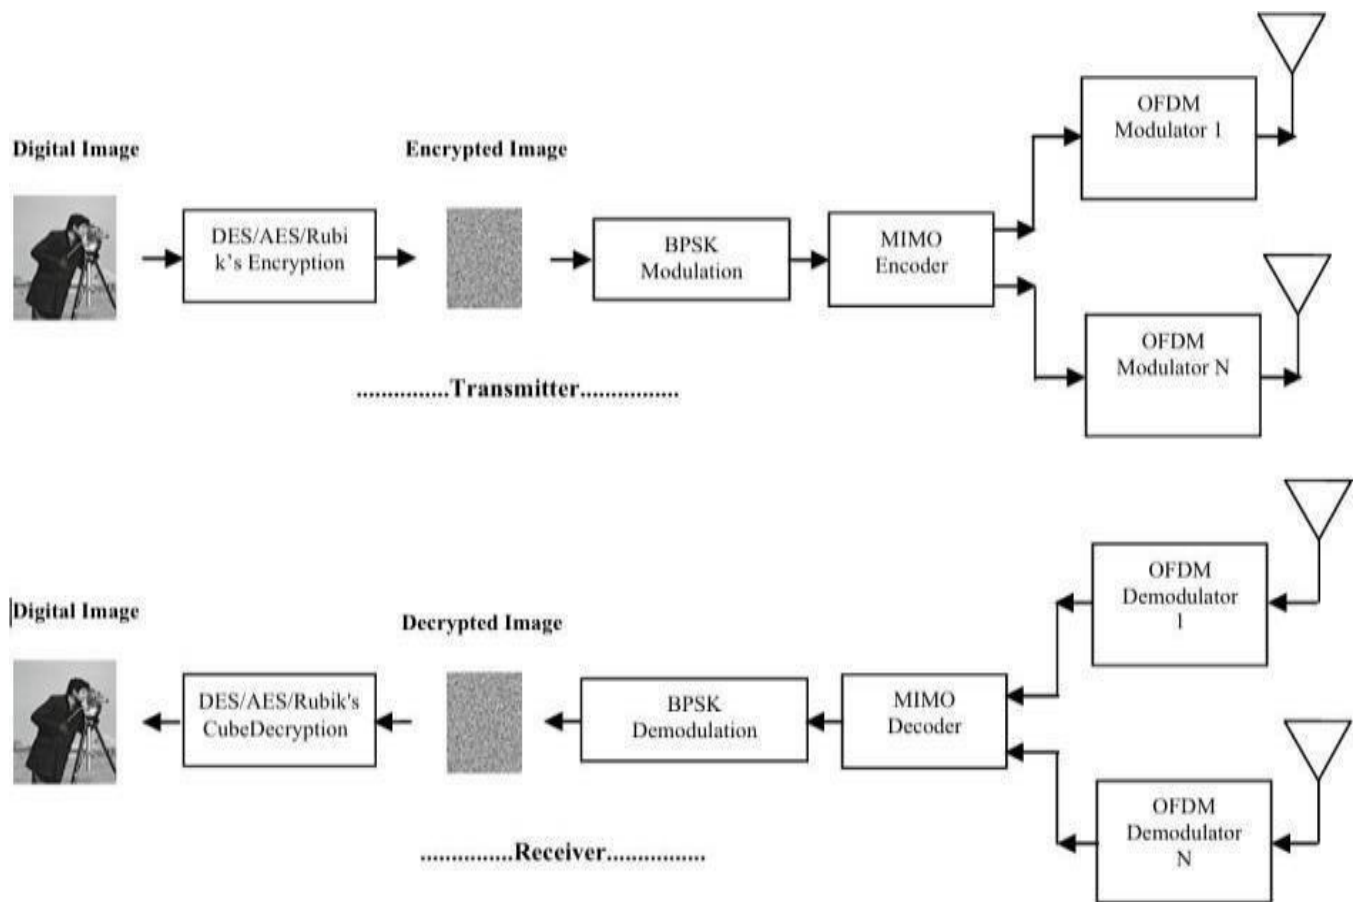 OFDM
Modulator 1
Digital Image
Encrypted Image
DES/AES/Rubi
k's Encryption
BPSK
Modulation
MIMO
Encoder
OFDM
Modulator N
...............Transmitter................
OFDM
Demodulator
1
Digital Image
Decrypted Image
DES/AES/Rubik's
CubeDecryption
BPSK
Demodulation
MIMO
Decoder
OFDM
Demodulator
N
...............Receiver................